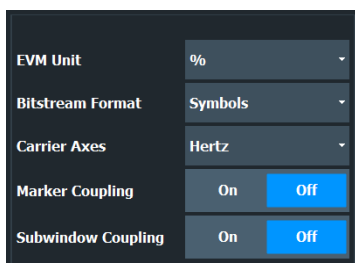 EVM Unit %
Bitstream Format Symbols
Carrier Axes Hertz
Marker Coupling On Off
Subwindow Coupling On Off